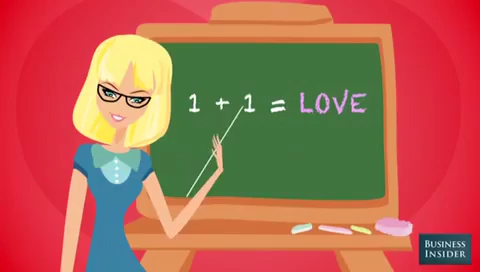 1 + 1 = LOVE
BUSINESS
INSIDER